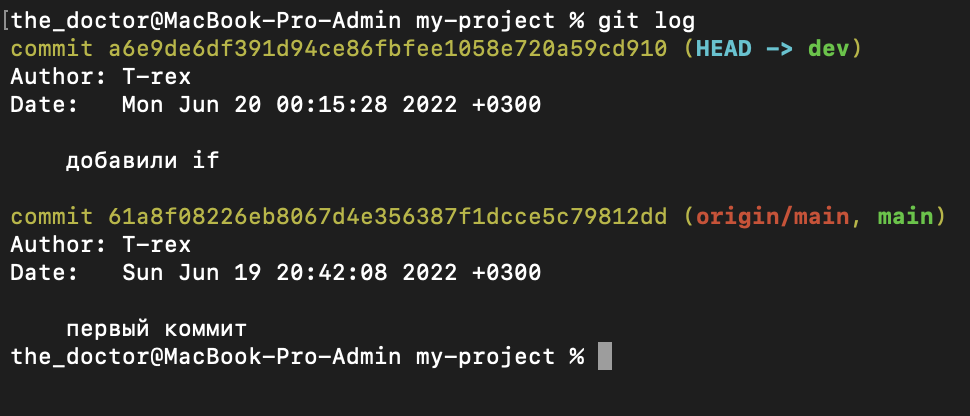 [the_doctor@MacBook-Pro-Admin my-project % git log
commit a6e9de6df391d94ce86fbfee1058e720a59cd910 (HEAD -> dev)
Author: T-rex
Date:   Mon Jun 20 00:15:28 2022 +0300
добавили if
commit 61a8f08226eb8067d4e356387f1dcce5c79812dd (origin/main, main)
Author: T-rex
Date:   Sun Jun 19 20:42:08 2022 +0300
первый коммит
the_doctor@MacBook-Pro-Admin my-project %